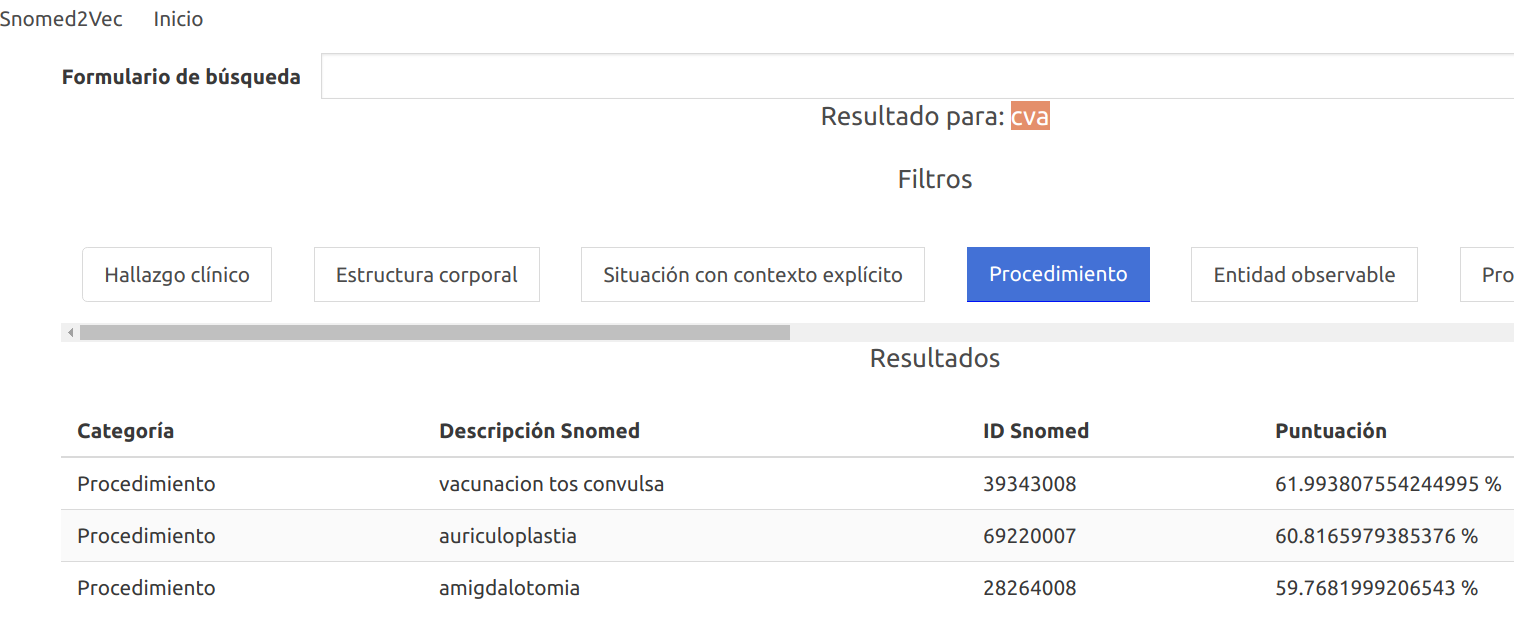 Snomed2Vec Inicio
Formulario de búsqueda
Resultado para: cva
Filtros
Hallazgo clínico Estructura corporal Situación con contexto explícito Procedimiento Entidad observable Pro
Resultados
Categoría Descripción Snomed ID Snomed Puntuación
Procedimiento vacunacion tos convulsa 39343008 61.993807554244995 %
Procedimiento auriculoplastia 69220007 60.8165979385376 %
Procedimiento amigdalotomia 28264008 59.7681999206543 %